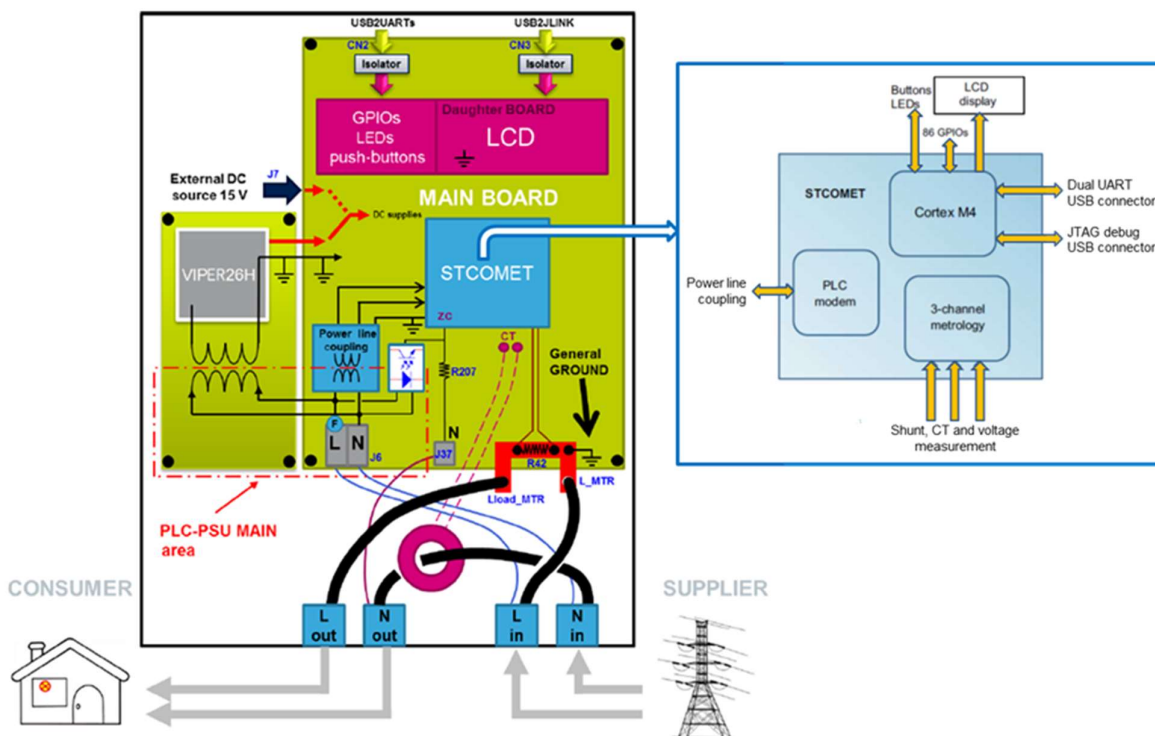 USB2UARTs
USB2JLINK
CN2
CN3
Isolator
Isolator
GPIOs
LEDs
push-buttons
Daughter BOARD
LCD
External DC
source 15 V
J7
MAIN BOARD
DC supplies
VIPER26H
STCOMET
ZC
Power line
coupling
CT
General
GROUND
R207
F
L
N
J6
N
J37
R42
L_MTR
Lload_MTR
PLC-PSU MAIN
area
CONSUMER
SUPPLIER
L
out
N
out
L
in
N
in
Buttons
LEDs
LCD
display
86 GPIOs
STCOMET
Cortex M4
Dual UART
USB connector
JTAG debug
USB connector
Power line
coupling
PLC
modem
3-channel
metrology
Shunt, CT and voltage
measurement